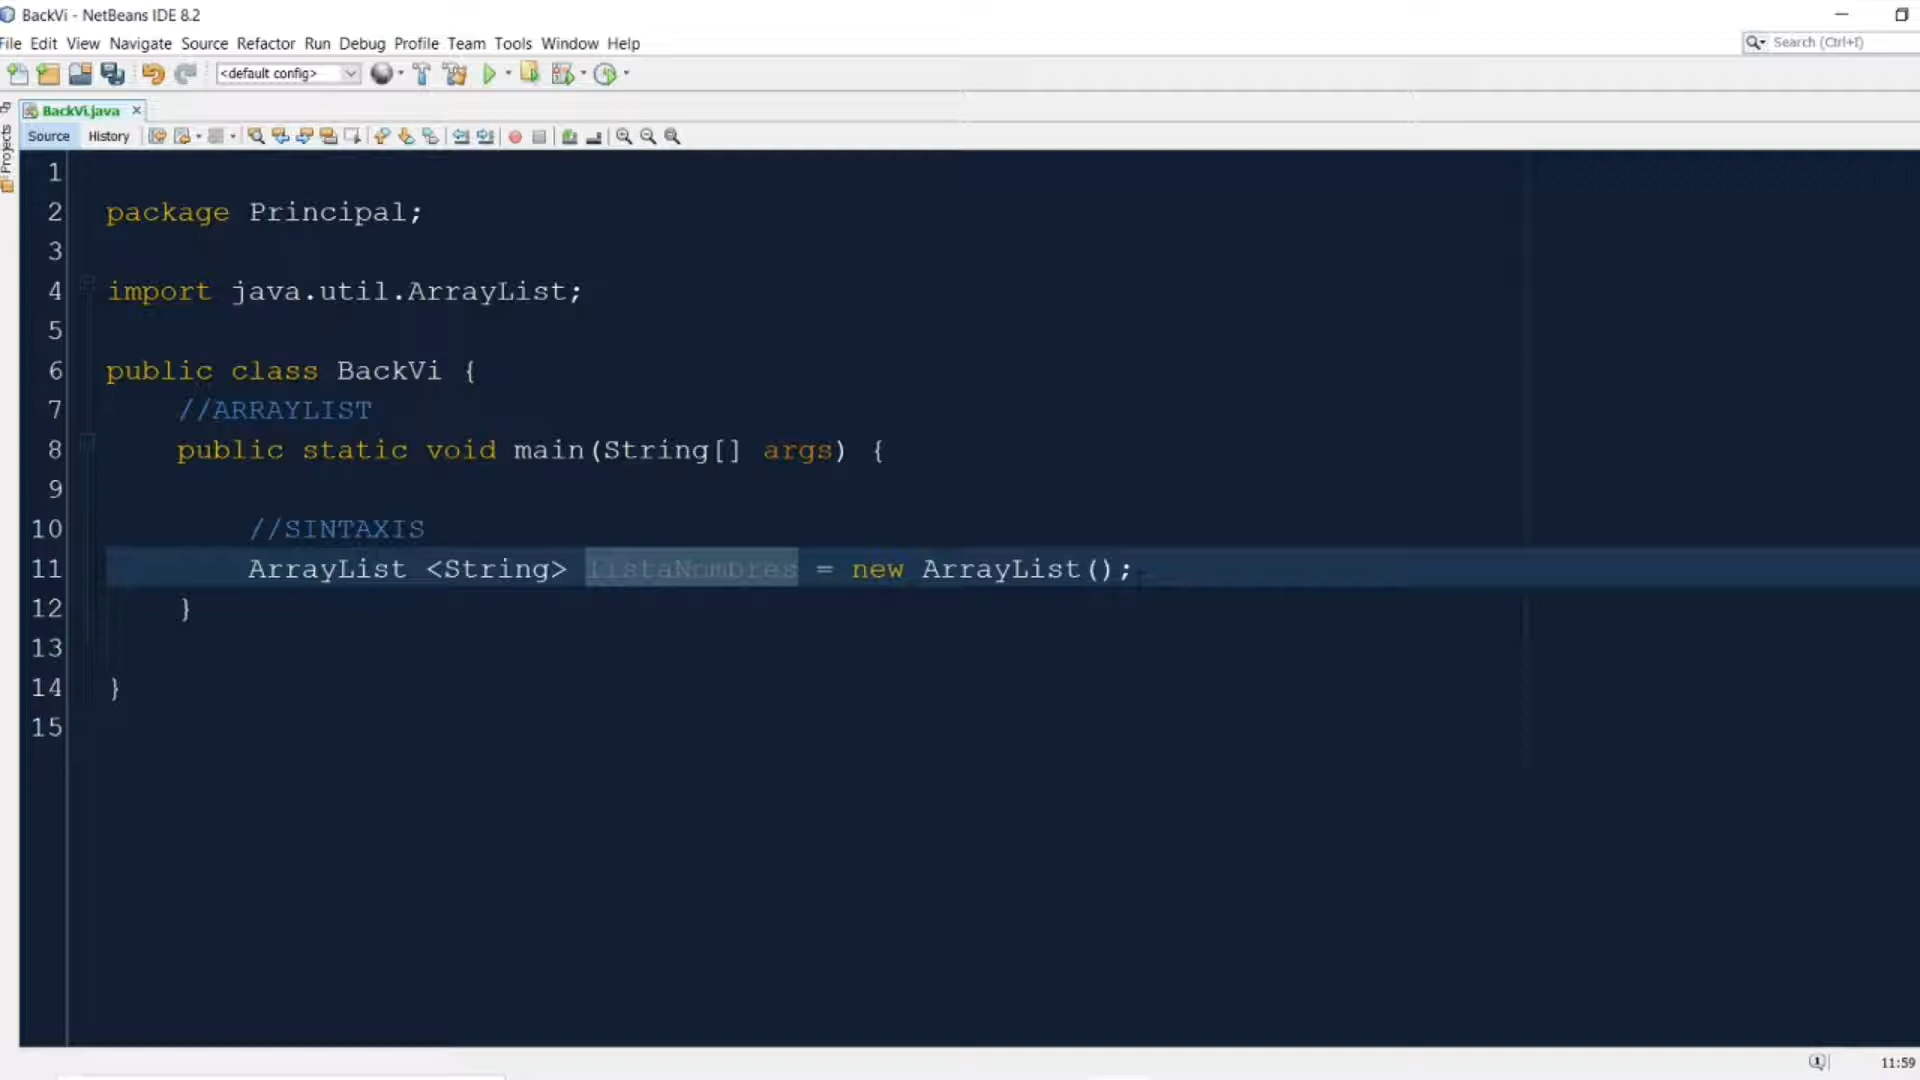 BackVi - NetBeans IDE 8.2
File Edit View Navigate Source Refactor Run Debug Profile Team Tools Window Help
Search (Ctrl+I)
<default config>
BackVi.java
Projects
Source History
1
2 package Principal;
3
4 import java.util.ArrayList;
5
6 public class BackVi {
7 //ARRAYLIST
8 public static void main(String[] args) {
9
10 //SINTAXIS
11 ArrayList <String> listaNombres = new ArrayList();
12 }
13
14 }
15
11:59